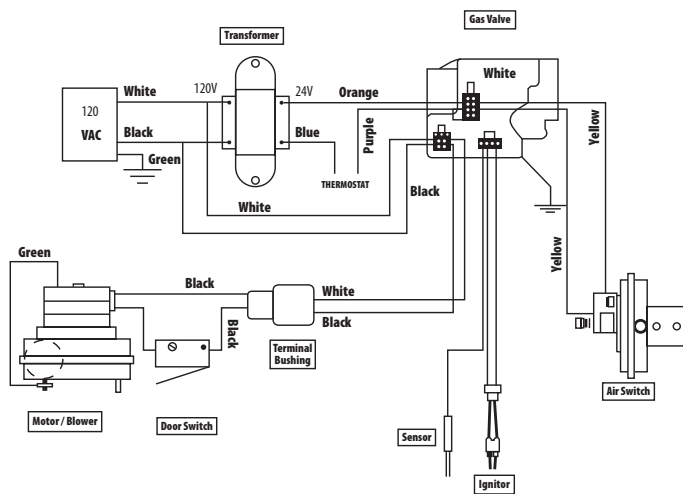 Gas Valve
Transformer
White
120V
24V
Orange
White
120
VAC
Black
Blue
Purple
Yellow
Green
THERMOSTAT
Black
White
Green
Yellow
Black
White
Black
Black
Terminal
Bushing
Air Switch
Motor / Blower
Door Switch
Sensor
Ignitor